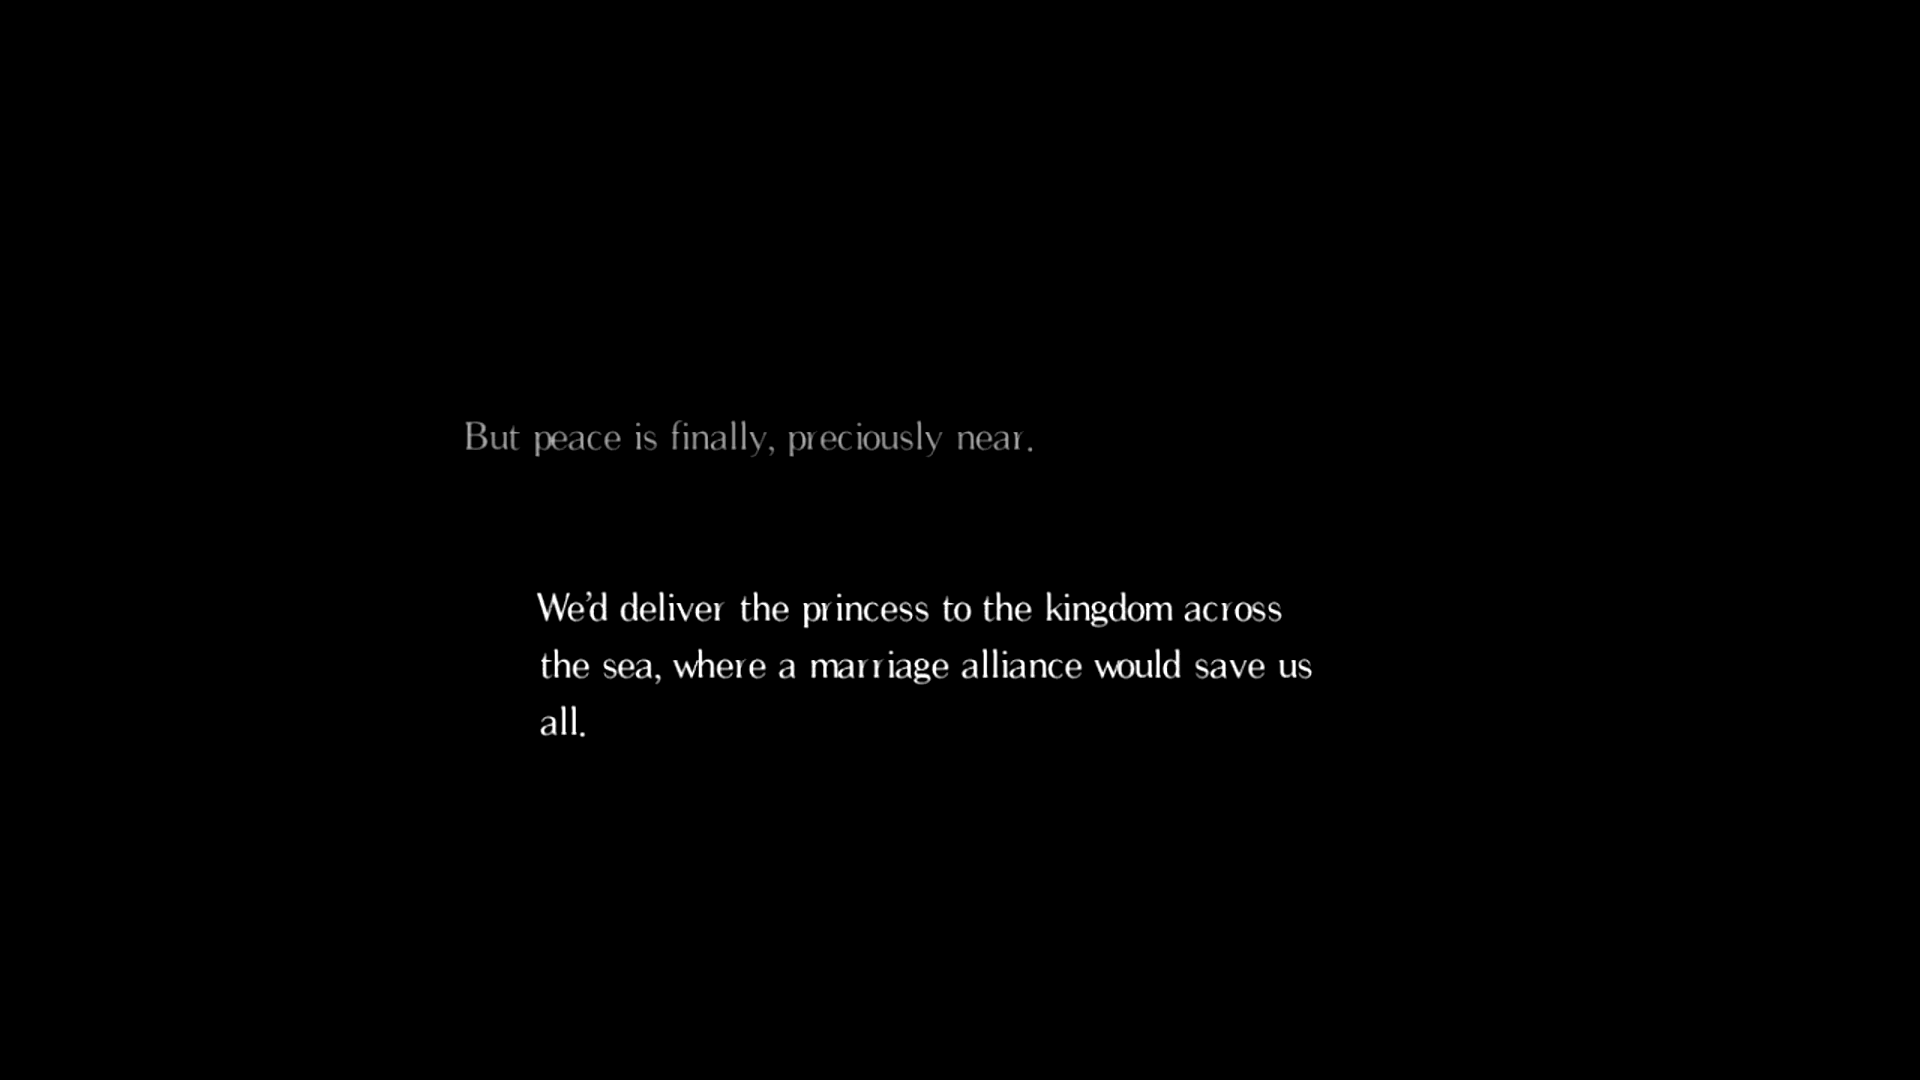 But peace is finally, preciously near.
We’d deliver the princess to the kingdom across
the sea, where a marriage alliance would save us
all.